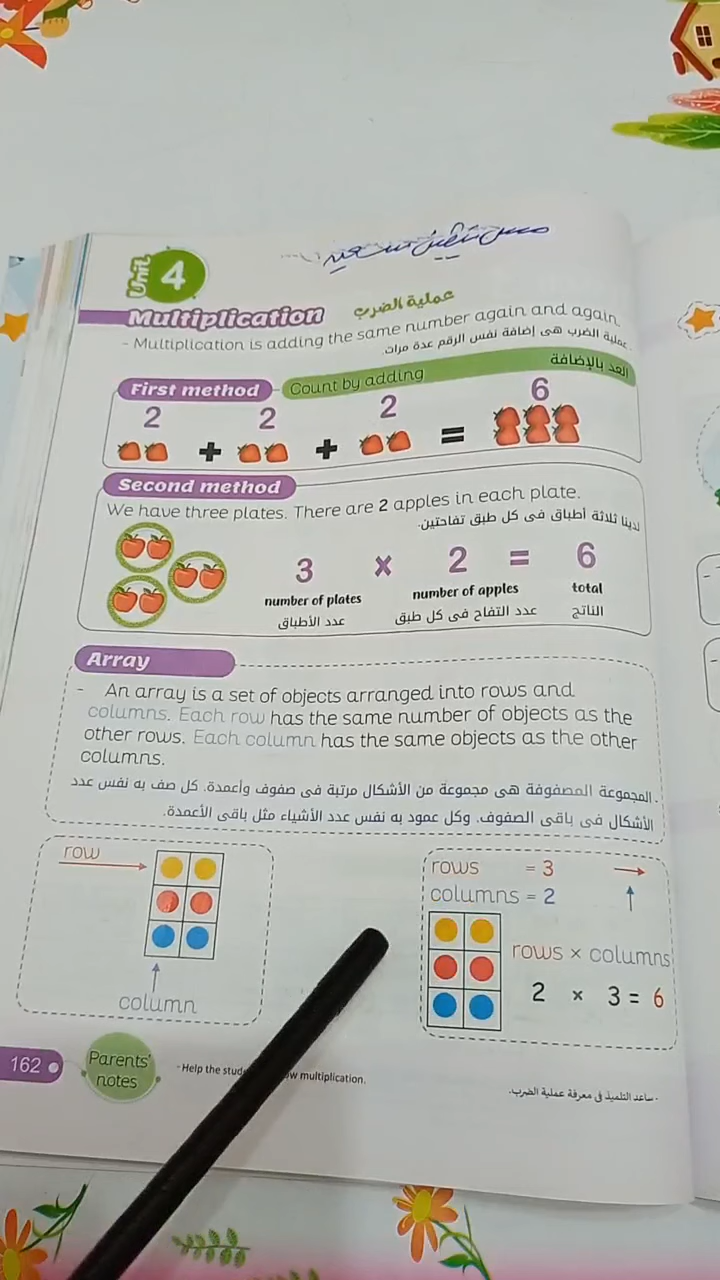 Unit 4
Multiplication عملية الضرب
- Multiplication is adding the same number again and again
عملية الضرب هى إضافة نفس الرقم عدة مرات.
First method Count by adding العد بالإضافة
2 2 2 6
+ + =
Second method
We have three plates. There are 2 apples in each plate.
لدينا ثلاثة أطباق فى كل طبق تفاحتين.
3 × 2 = 6
number of plates number of apples total
عدد الأطباق عدد التفاح فى كل طبق الناتج
Array
- An array is a set of objects arranged into rows and
columns. Each row has the same number of objects as the
other rows. Each column has the same objects as the other
columns.
المجموعة المصفوفة هى مجموعة من الأشكال مرتبة فى صفوف وأعمدة. كل صف به نفس عدد
الأشكال فى باقى الصفوف. وكل عمود به نفس عدد الأشياء مثل باقى الأعمدة.
row
column
rows = 3
columns = 2
rows × columns
2 × 3 = 6
162
Parents' notes
- Help the multiplication.
- ساعد التلميذ فى معرفة عملية الضرب.